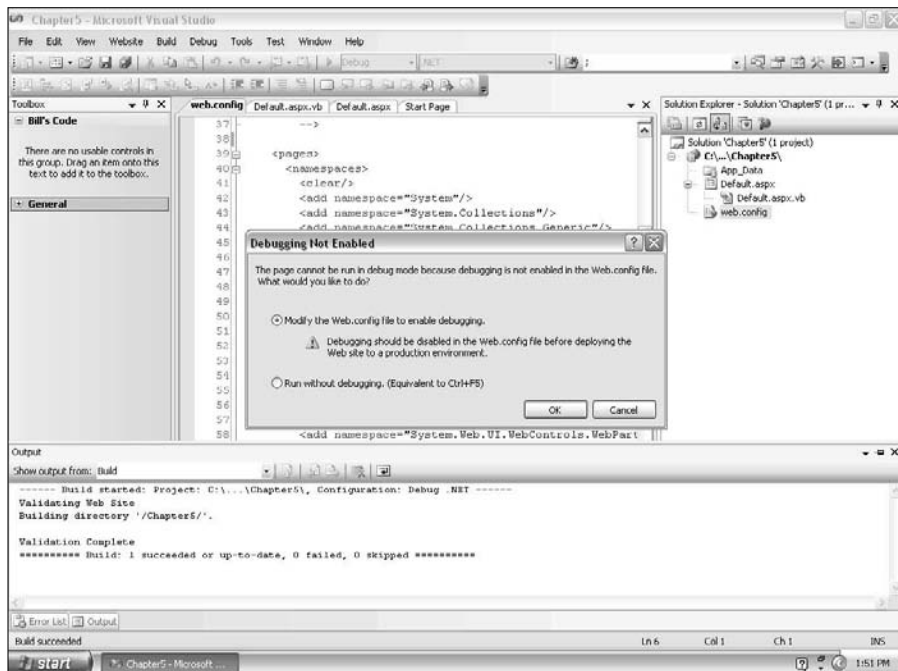 Chapter5 - Microsoft Visual Studio
File Edit View Website Build Debug Tools Test Window Help
Debug .NET
Toolbox
Bill's Code
There are no usable controls in
this group. Drag an item onto this
text to add it to the toolbox.
General
web.config Default.aspx.vb Default.aspx Start Page
37 -->
38
39 <pages>
40 <namespaces>
41 <clear/>
42 <add namespace="System"/>
43 <add namespace="System.Collections"/>
44 <add namespace="System.Collections.Generic"/>
45
46
47
48
49
50
51
52
53
54
55
56
57
58 <add namespace="System.Web.UI.WebControls.WebPart
Debugging Not Enabled
The page cannot be run in debug mode because debugging is not enabled in the Web.config file.
What would you like to do?
Modify the Web.config file to enable debugging.
Debugging should be disabled in the Web.config file before deploying the
Web site to a production environment.
Run without debugging. (Equivalent to Ctrl+F5)
OK Cancel
Solution Explorer - Solution 'Chapter5' (1 pr...
Solution 'Chapter5' (1 project)
C:\...\Chapter5\
App_Data
Default.aspx
Default.aspx.vb
web.config
Output
Show output from: Build
------ Build started: Project: C:\...\Chapter5\, Configuration: Debug .NET ------
Validating Web Site
Building directory '/Chapter5/'.
Validation Complete
========== Build: 1 succeeded or up-to-date, 0 failed, 0 skipped ==========
Error List Output
Build succeeded Ln 6 Col 1 Ch 1 INS
start Chapter5 - Microsoft ... 1:51 PM